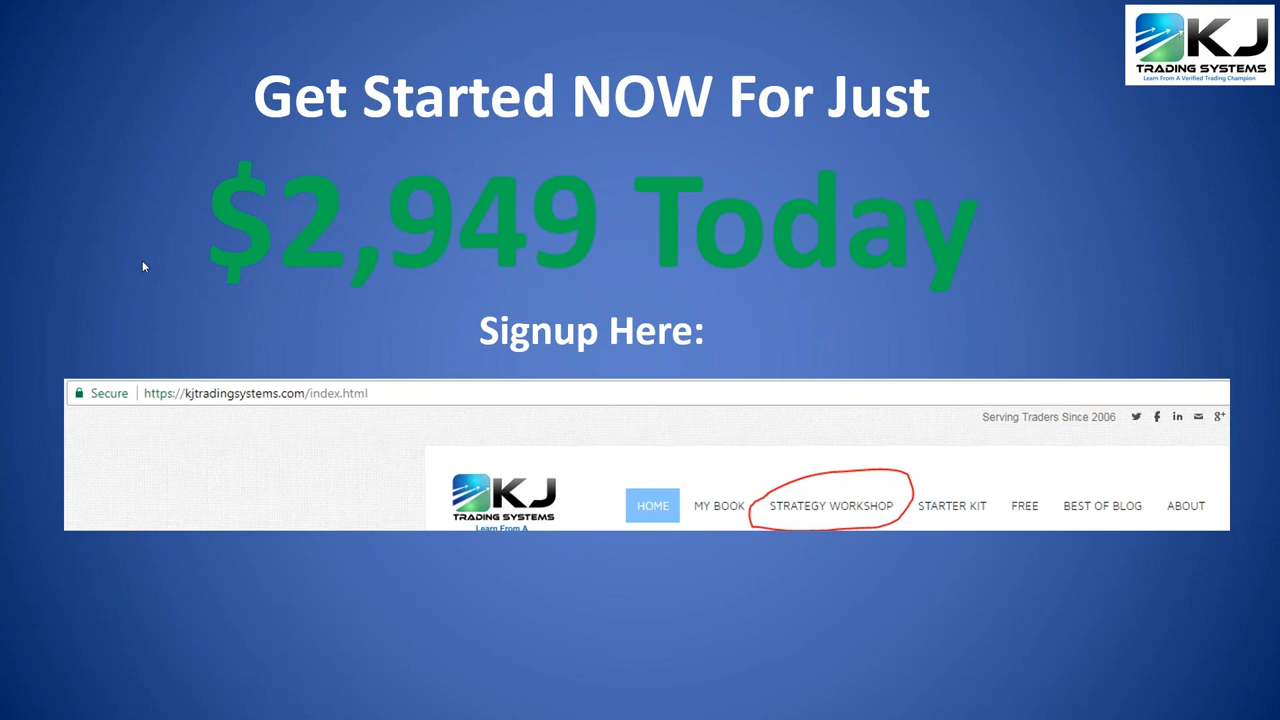 KJ
TRADING SYSTEMS
Learn From A Verified Trading Champion
Get Started NOW For Just
$2,949 Today
Signup Here:
Secure
https://kjtradingsystems.com/index.html
Serving Traders Since 2006
g+
KJ
TRADING SYSTEMS
Learn From A
HOME MY BOOK STRATEGY WORKSHOP STARTER KIT FREE BEST OF BLOG ABOUT